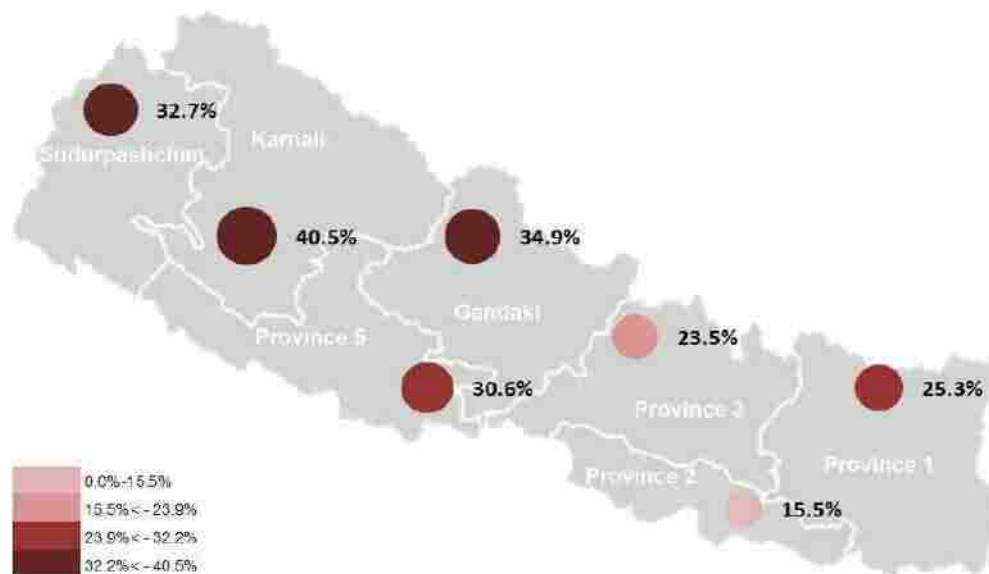 32.7%
Sudurpashchim
Karnali
40.5%
34.9%
Gandaki
Province 5
23.5%
30.6%
25.3%
Province 3
Province 2
Province 1
15.5%
0.0%-15.5%
15.5%< - 23.9%
23.9%< - 32.2%
32.2%< - 40.5%